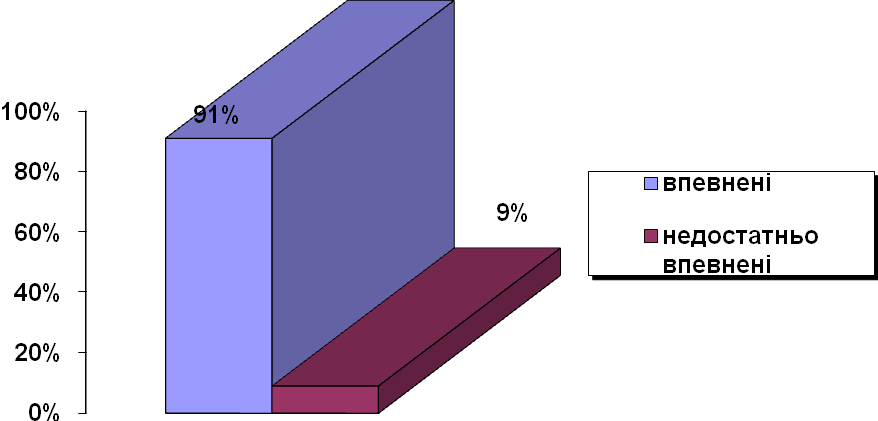 100%
80%
60%
40%
20%
0%
91%
9%
впевнені
недостатньо
впевнені